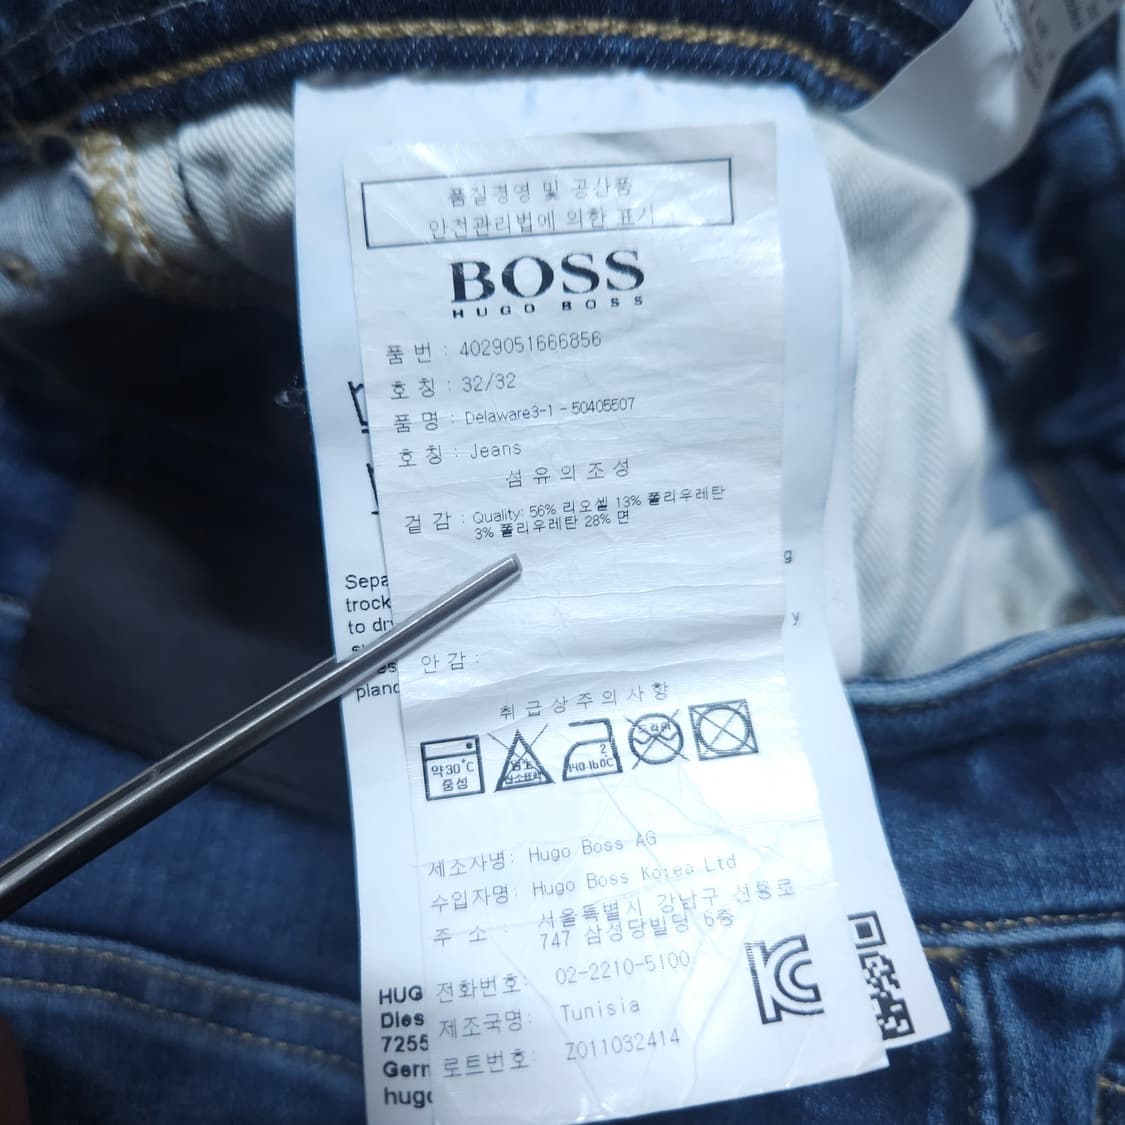 품질경영 및 공산품
안전관리법에 의한 표시
BOSS
HUGO BOSS
품 번 : 4029051666856
호 칭 : 32/32
품 명 : Delaware3-1 - 50405507
호 칭 : Jeans
섬유의 조성
겉 감 : Quality: 56% 리오셀 13% 폴리우레탄
3% 폴리우레탄 28% 면
안 감 :
취급상주의사항
약30°C
중성
드라이
제소사명: Hugo Boss AG
수입자명: Hugo Boss Korea Ltd
주 소 : 서울특별시 강남구 선릉로
747 삼성당빌딩 6층
전화번호: 02-2210-5100
제조국명: Tunisia
로트번호: Z011032414
Sepa
trock
to dr
planc
g
y
HUG
Dies
7255
Germ
hugo